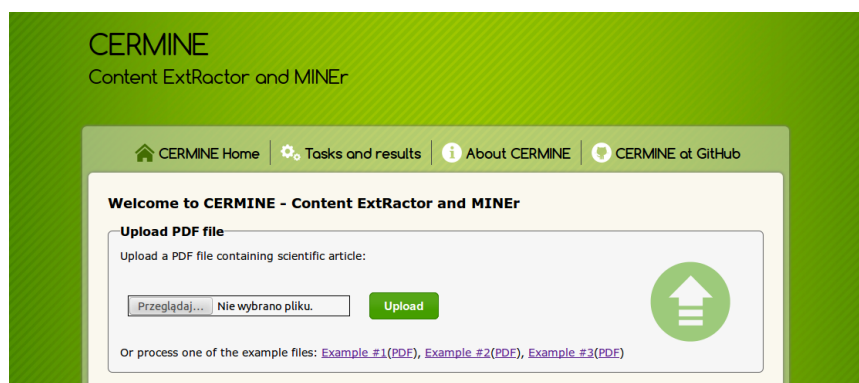 CERMINE
Content ExtRactor and MINEr
CERMINE Home Tasks and results About CERMINE CERMINE at GitHub
Welcome to CERMINE - Content ExtRactor and MINEr
Upload PDF file
Upload a PDF file containing scientific article:
Przeglądaj... Nie wybrano pliku. Upload
Or process one of the example files: Example #1(PDF), Example #2(PDF), Example #3(PDF)